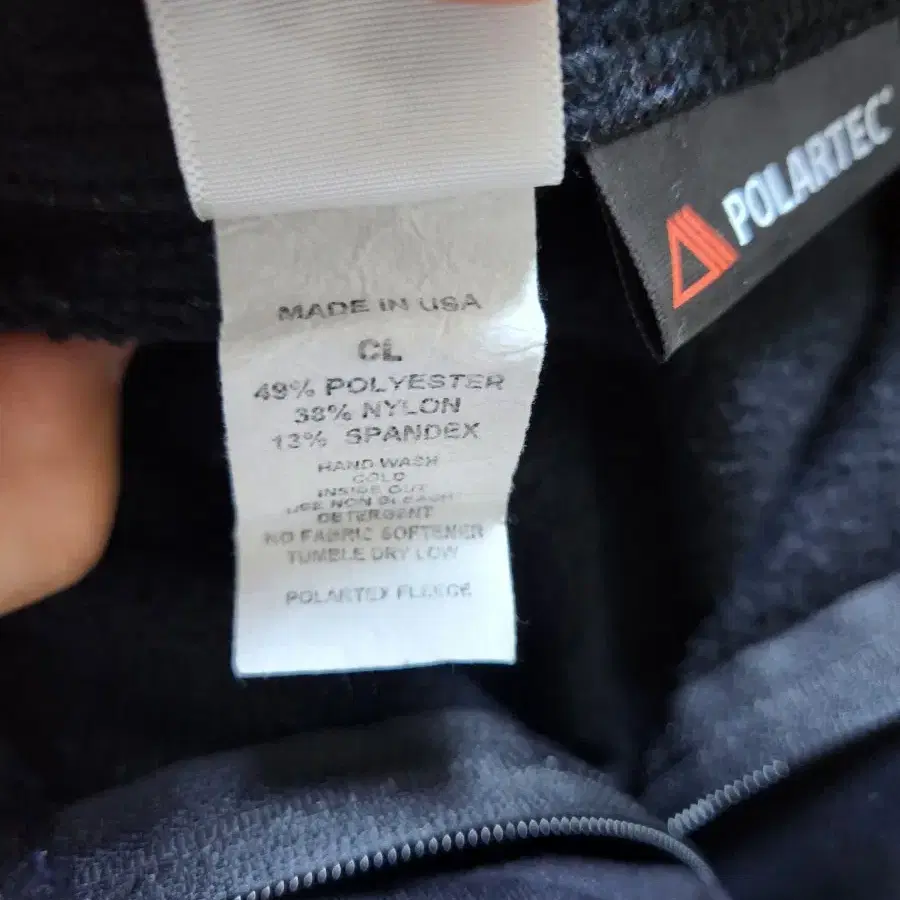 POLARTEC®
MADE IN USA
CL
49% POLYESTER
38% NYLON
13% SPANDEX
HAND WASH
COLD
INSIDE OUT
USE NON BLEACH
DETERGENT
NO FABRIC SOFTENER
TUMBLE DRY LOW
POLARTEX FLEECE